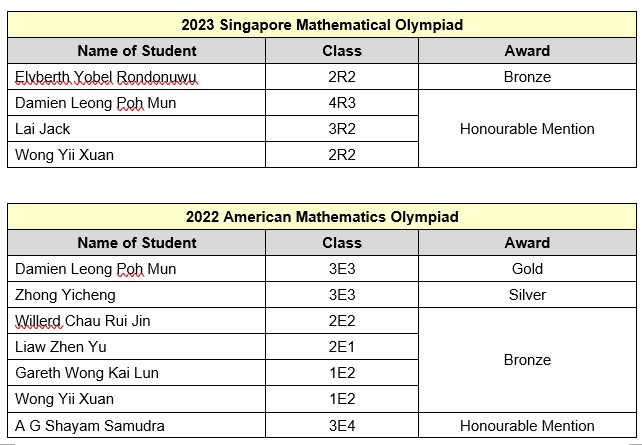 2023 Singapore Mathematical Olympiad
Name of Student Class Award
Elyberth Yobel Rondonuwu 2R2 Bronze
Damien Leong Poh Mun 4R3
Lai Jack 3R2 Honourable Mention
Wong Yii Xuan 2R2
2022 American Mathematics Olympiad
Name of Student Class Award
Damien Leong Poh Mun 3E3 Gold
Zhong Yicheng 3E3 Silver
Willerd Chau Rui Jin 2E2
Liaw Zhen Yu 2E1
Bronze
Gareth Wong Kai Lun 1E2
Wong Yii Xuan 1E2
A G Shayam Samudra 3E4 Honourable Mention